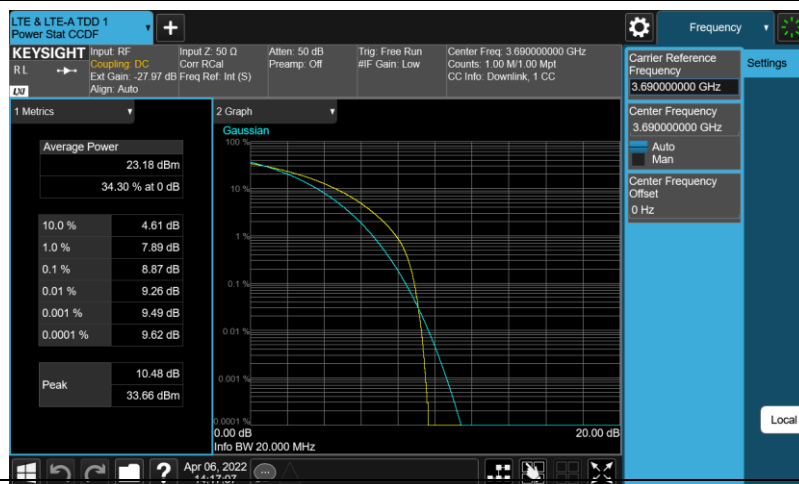 LTE & LTE-A TDD 1
Power Stat CCDF
Frequency
KEYSIGHT
R L
LXI
Input: RF
Coupling: DC
Ext Gain: -27.97 dB
Align: Auto
Input Z: 50 Ω
Corr RCal
Freq Ref: Int (S)
Atten: 50 dB
Preamp: Off
Trig: Free Run
#IF Gain: Low
Center Freq: 3.690000000 GHz
Counts: 1.00 M/1.00 Mpt
CC Info: Downlink, 1 CC
Carrier Reference
Frequency
3.690000000 GHz
Settings
Center Frequency
3.690000000 GHz
Auto
Man
Center Frequency
Offset
0 Hz
1 Metrics
Average Power
23.18 dBm
34.30 % at 0 dB
10.0 % 4.61 dB
1.0 % 7.89 dB
0.1 % 8.87 dB
0.01 % 9.26 dB
0.001 % 9.49 dB
0.0001 % 9.62 dB
Peak
10.48 dB
33.66 dBm
2 Graph
Gaussian
100 %
10 %
1 %
0.1 %
0.01 %
0.001 %
0.0001 %
0.00 dB
20.00 dB
Info BW 20.000 MHz
Local
?
Apr 06, 2022
14:17:07